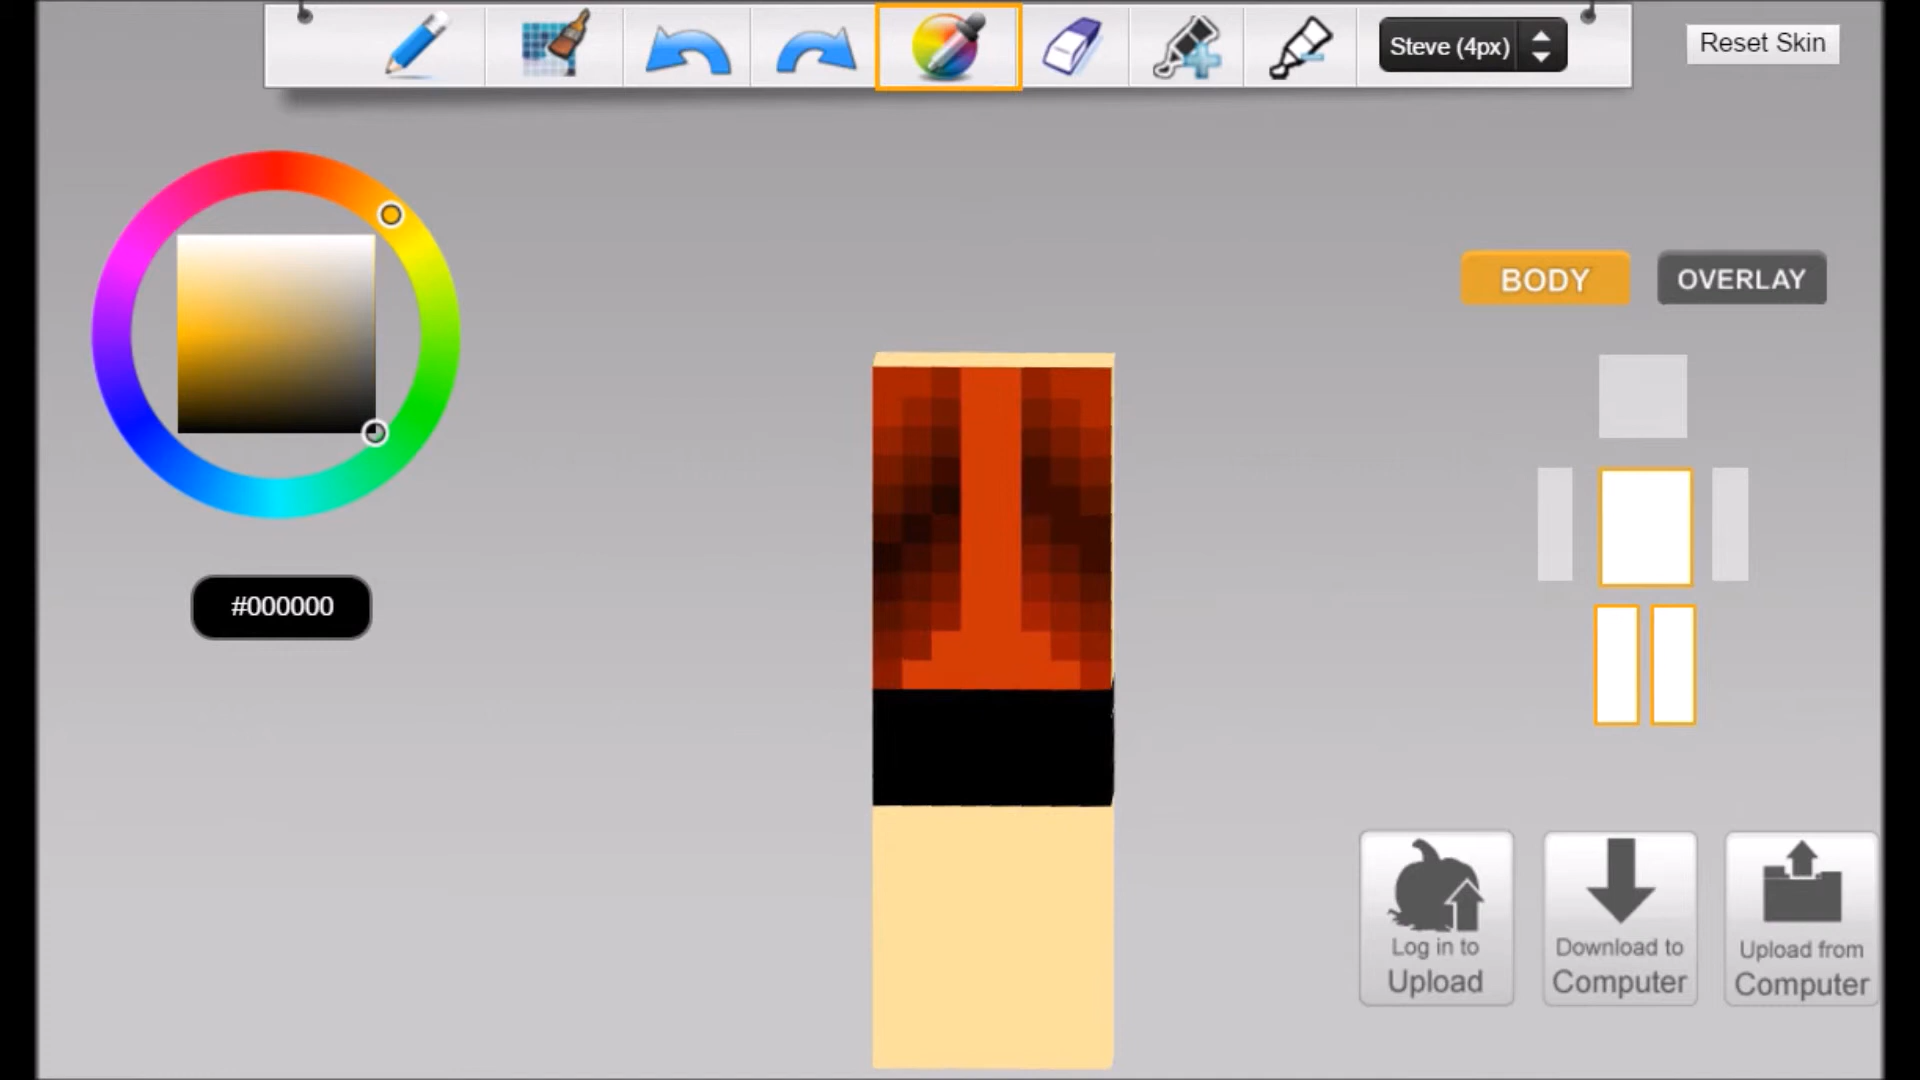 Steve (4px)
Reset Skin
BODY
OVERLAY
#000000
Log in to
Upload
Download to
Computer
Upload from
Computer